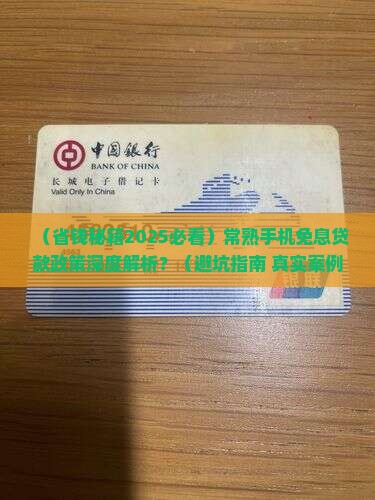 中国银行
BANK OF CHINA
长城电子借记卡
Valid Only In China
（省钱秘籍2025必看）常熟手机免息贷
款政策深度解析？（避坑指南 真实案例
银联